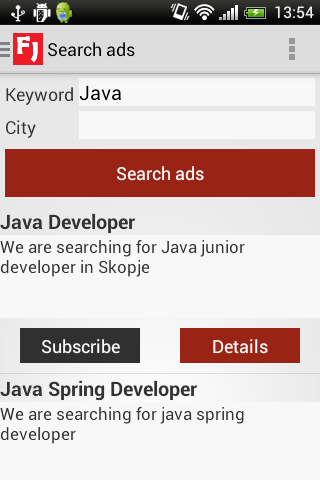 13:54
FJ Search ads
Keyword Java
City
Search ads
Java Developer
We are searching for Java junior
developer in Skopje
Subscribe Details
Java Spring Developer
We are searching for java spring
developer